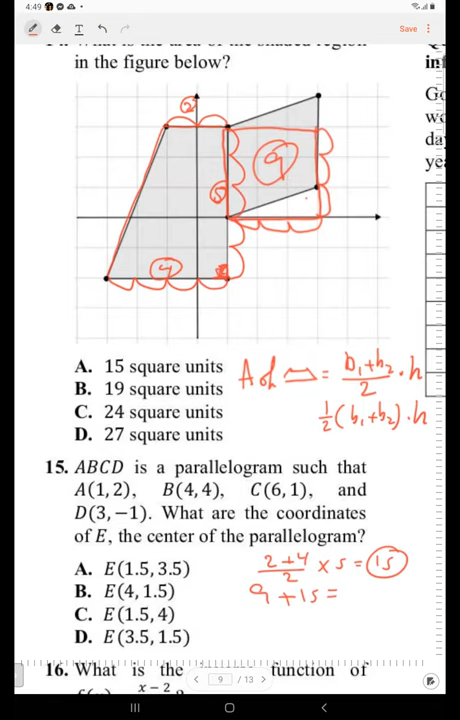 4:49
T
Save
in the figure below?
in
2
9
5
4
A. 15 square units
B. 19 square units
C. 24 square units
D. 27 square units
A of = b₁+b₂/2 · h
1/2 (b₁+b₂) · h
15. ABCD is a parallelogram such that
A(1,2), B(4,4), C(6,1), and
D(3,−1). What are the coordinates
of E, the center of the parallelogram?
A. E(1.5,3.5)
B. E(4,1.5)
C. E(1.5,4)
D. E(3.5,1.5)
2+4/2 × 5 = 15
9 + 15 =
16. What is the function of
9 / 13
x − 2